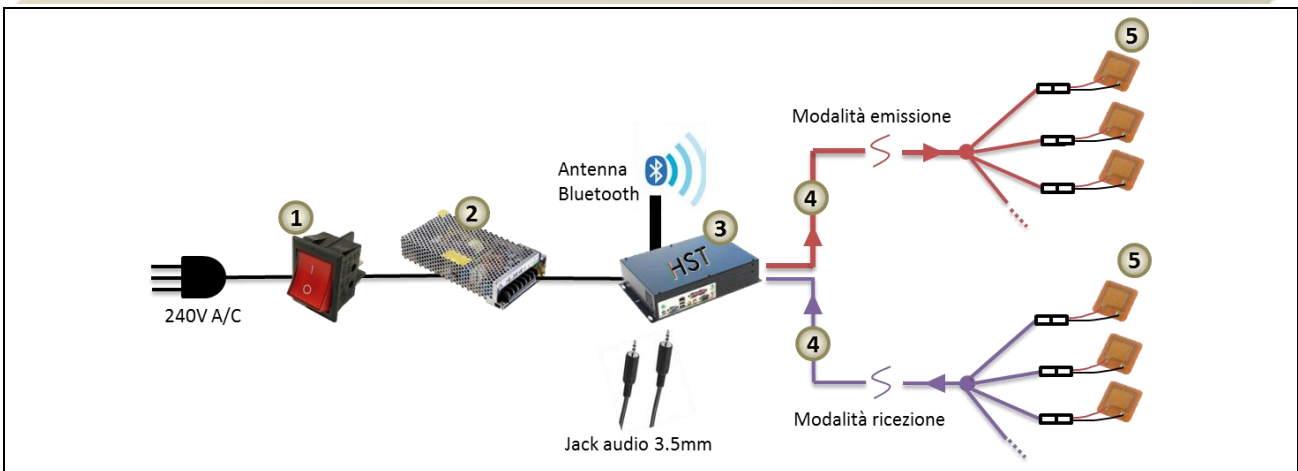 5
Modalità emissione
Antenna
Bluetooth
4
1
2
3
HST
I
O
240V A/C
5
4
Modalità ricezione
Jack audio 3.5mm